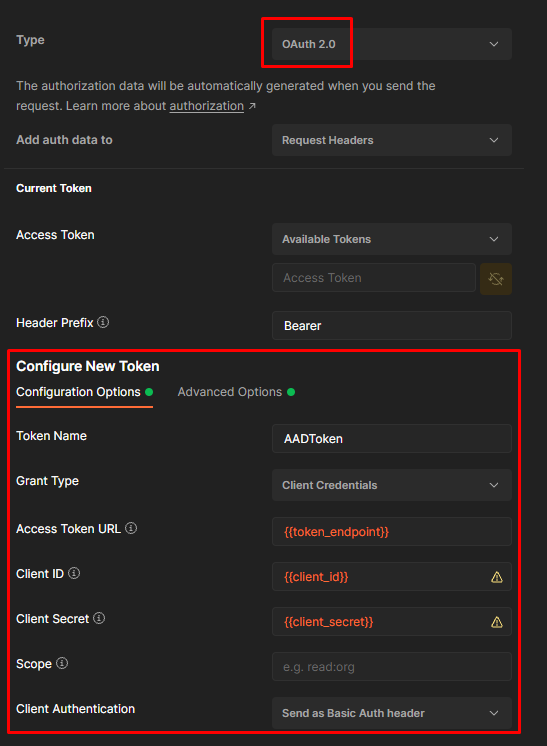 Type
OAuth 2.0
The authorization data will be automatically generated when you send the
request. Learn more about authorization ↗
Add auth data to
Request Headers
Current Token
Access Token
Available Tokens
Access Token
Header Prefix
Bearer
Configure New Token
Configuration Options
Advanced Options
Token Name
AADToken
Grant Type
Client Credentials
Access Token URL
{{token_endpoint}}
Client ID
{{client_id}}
Client Secret
{{client_secret}}
Scope
e.g. read:org
Client Authentication
Send as Basic Auth header